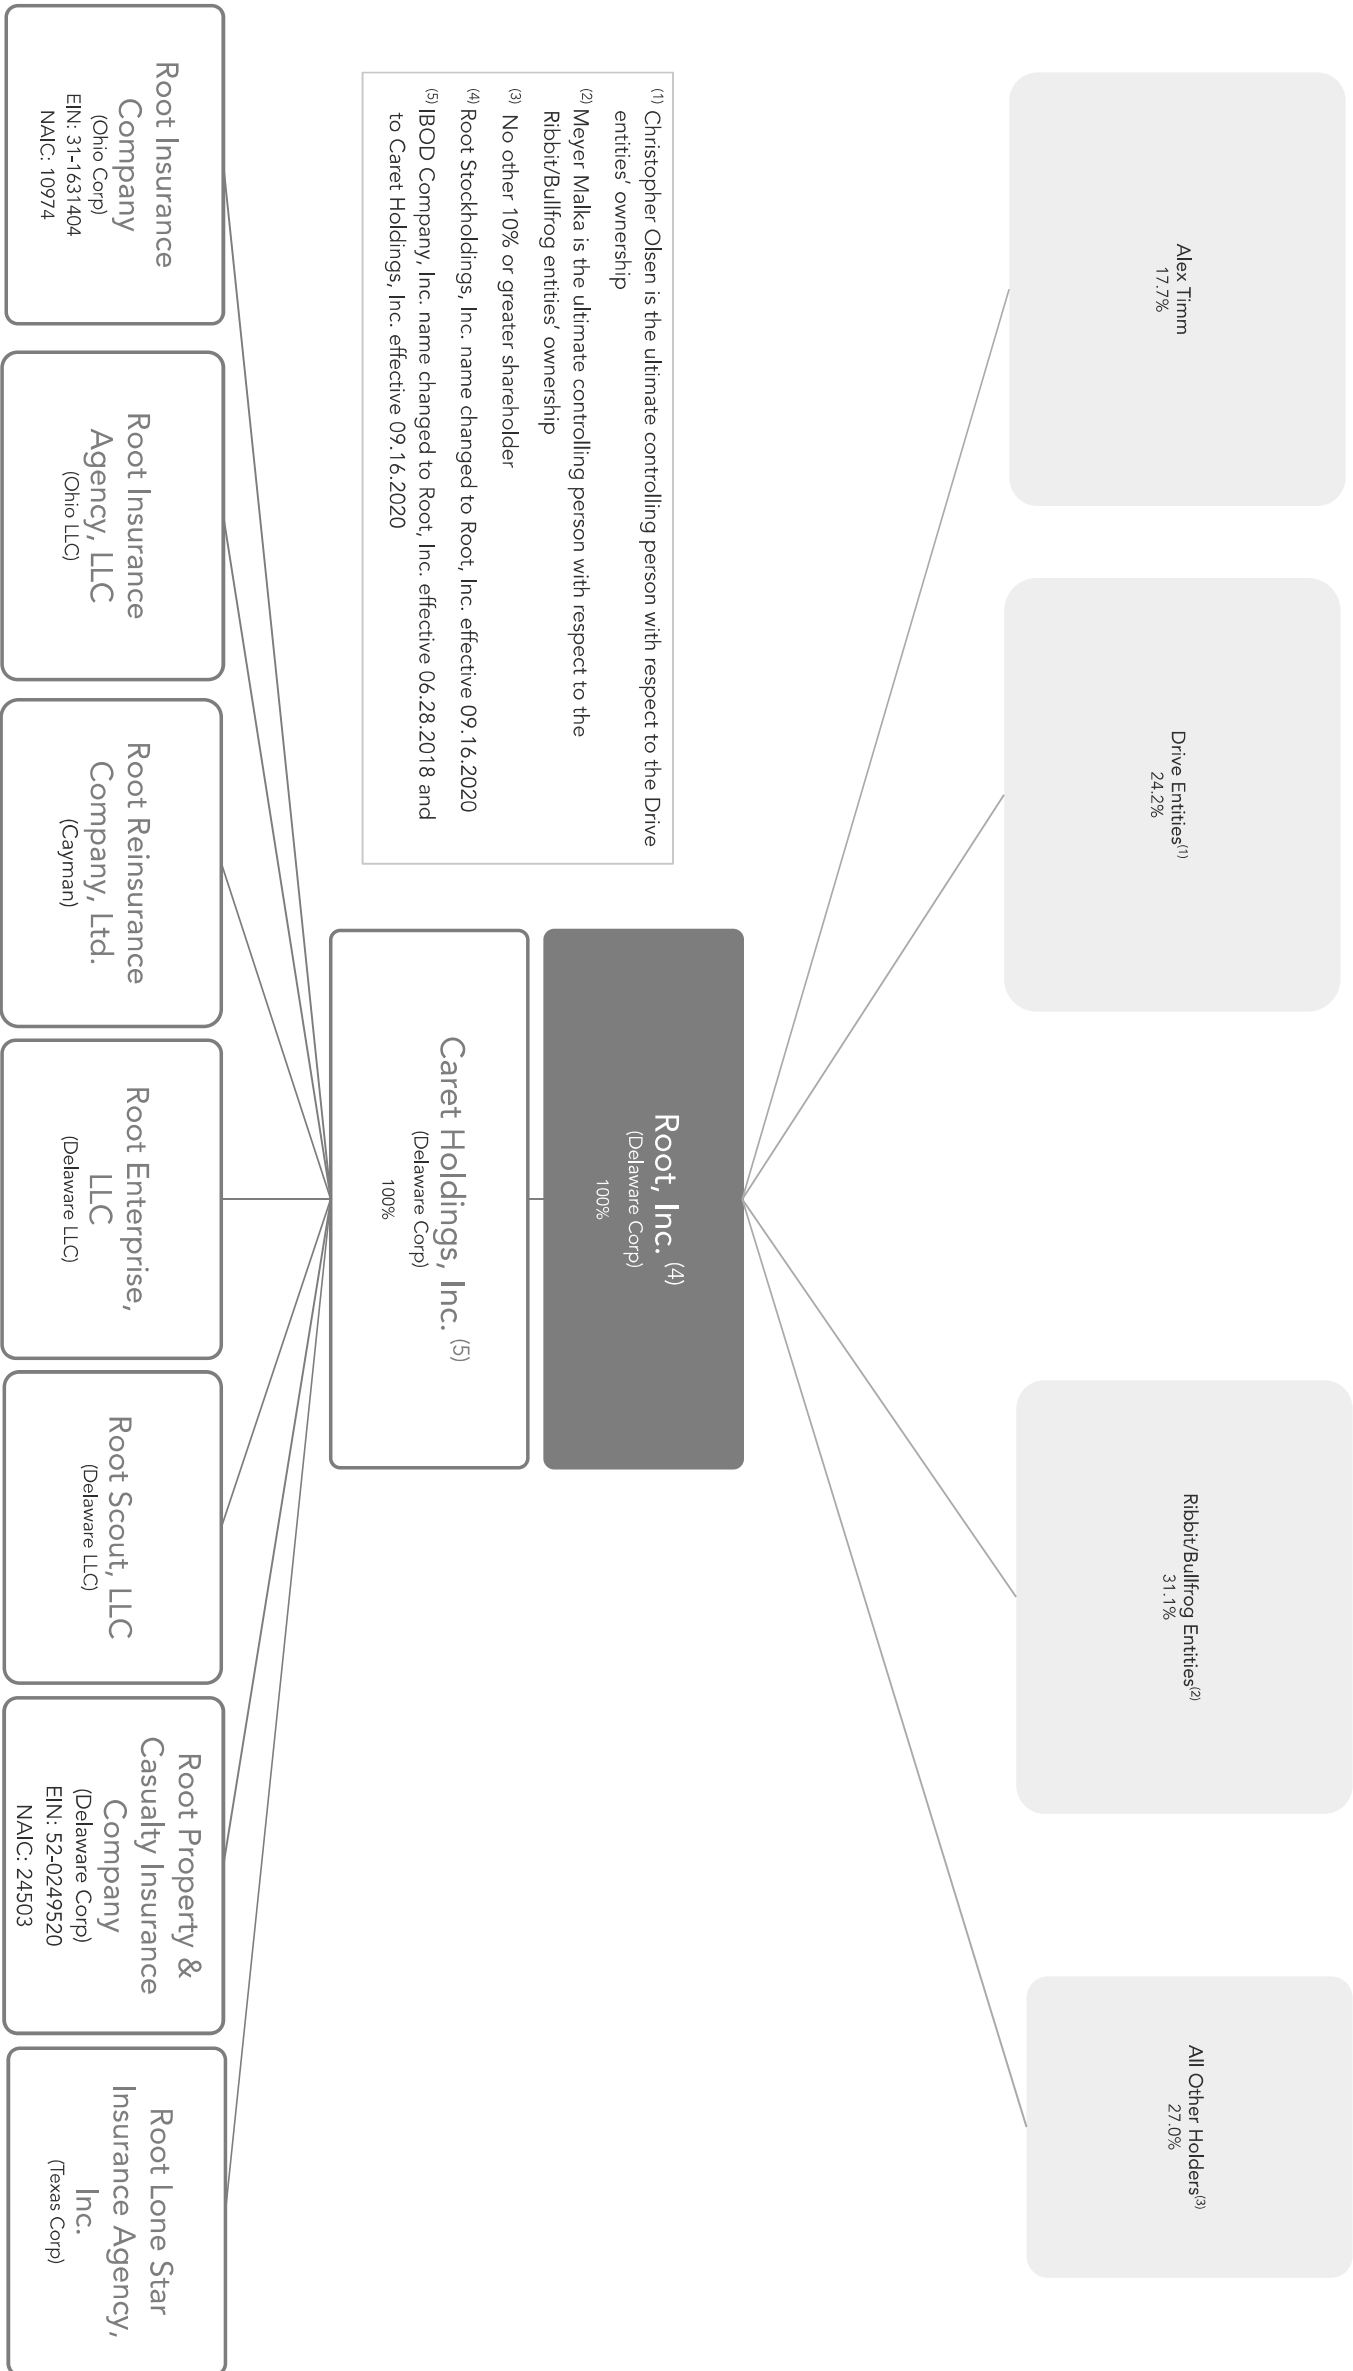 Alex Timm
17.7%
Drive Entities(1)
24.2%
Ribbit/Bullfrog Entities(2)
31.1%
All Other Holders(3)
27.0%
Root, Inc. (4)
(Delaware Corp)
100%
Caret Holdings, Inc. (5)
(Delaware Corp)
100%
(1) Christopher Olsen is the ultimate controlling person with respect to the Drive
entities’ ownership
(2) Meyer Malka is the ultimate controlling person with respect to the
Ribbit/Bullfrog entities’ ownership
(3) No other 10% or greater shareholder
(4) Root Stockholdings, Inc. name changed to Root, Inc. effective 09.16.2020
(5) IBOD Company, Inc. name changed to Root, Inc. effective 06.28.2018 and
to Caret Holdings, Inc. effective 09.16.2020
Root Insurance
Company
(Ohio Corp)
EIN: 31-1631404
NAIC: 10974
Root Insurance
Agency, LLC
(Ohio LLC)
Root Reinsurance
Company, Ltd.
(Cayman)
Root Enterprise,
LLC
(Delaware LLC)
Root Scout, LLC
(Delaware LLC)
Root Property &
Casualty Insurance
Company
(Delaware Corp)
EIN: 52-0249520
NAIC: 24503
Root Lone Star
Insurance Agency,
Inc.
(Texas Corp)